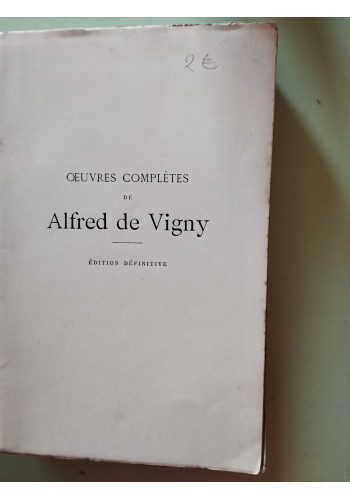 2 €
ŒUVRES COMPLÈTES
DE
Alfred de Vigny
ÉDITION DÉFINITIVE